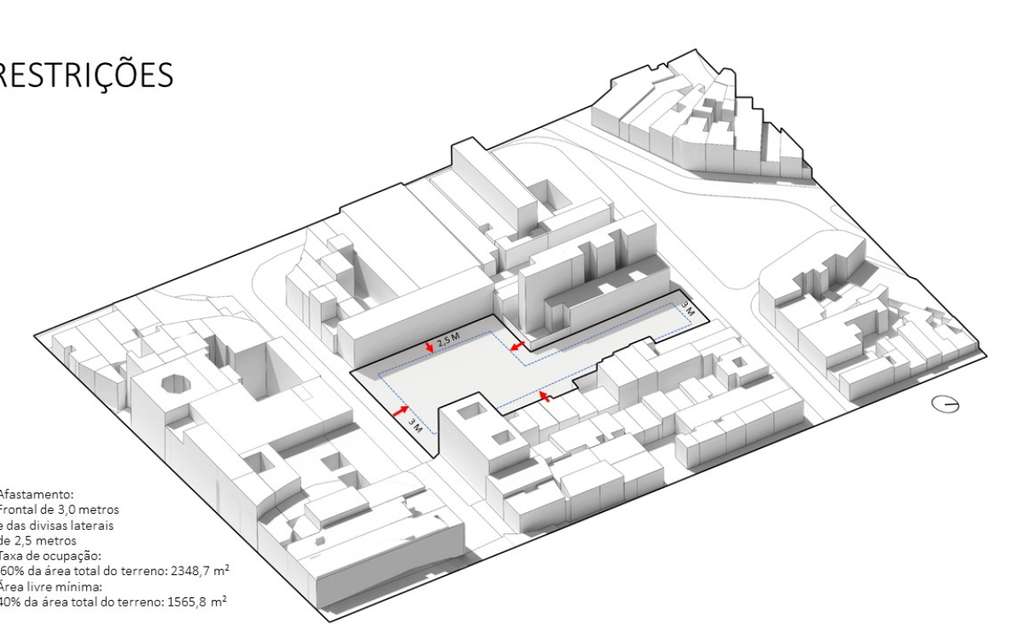 RESTRIÇÕES
3 M
2,5 M
3 M
Afastamento:
Frontal de 3,0 metros
e das divisas laterais
de 2,5 metros
Taxa de ocupação:
60% da área total do terreno: 2348,7 m²
Área livre mínima:
40% da área total do terreno: 1565,8 m²